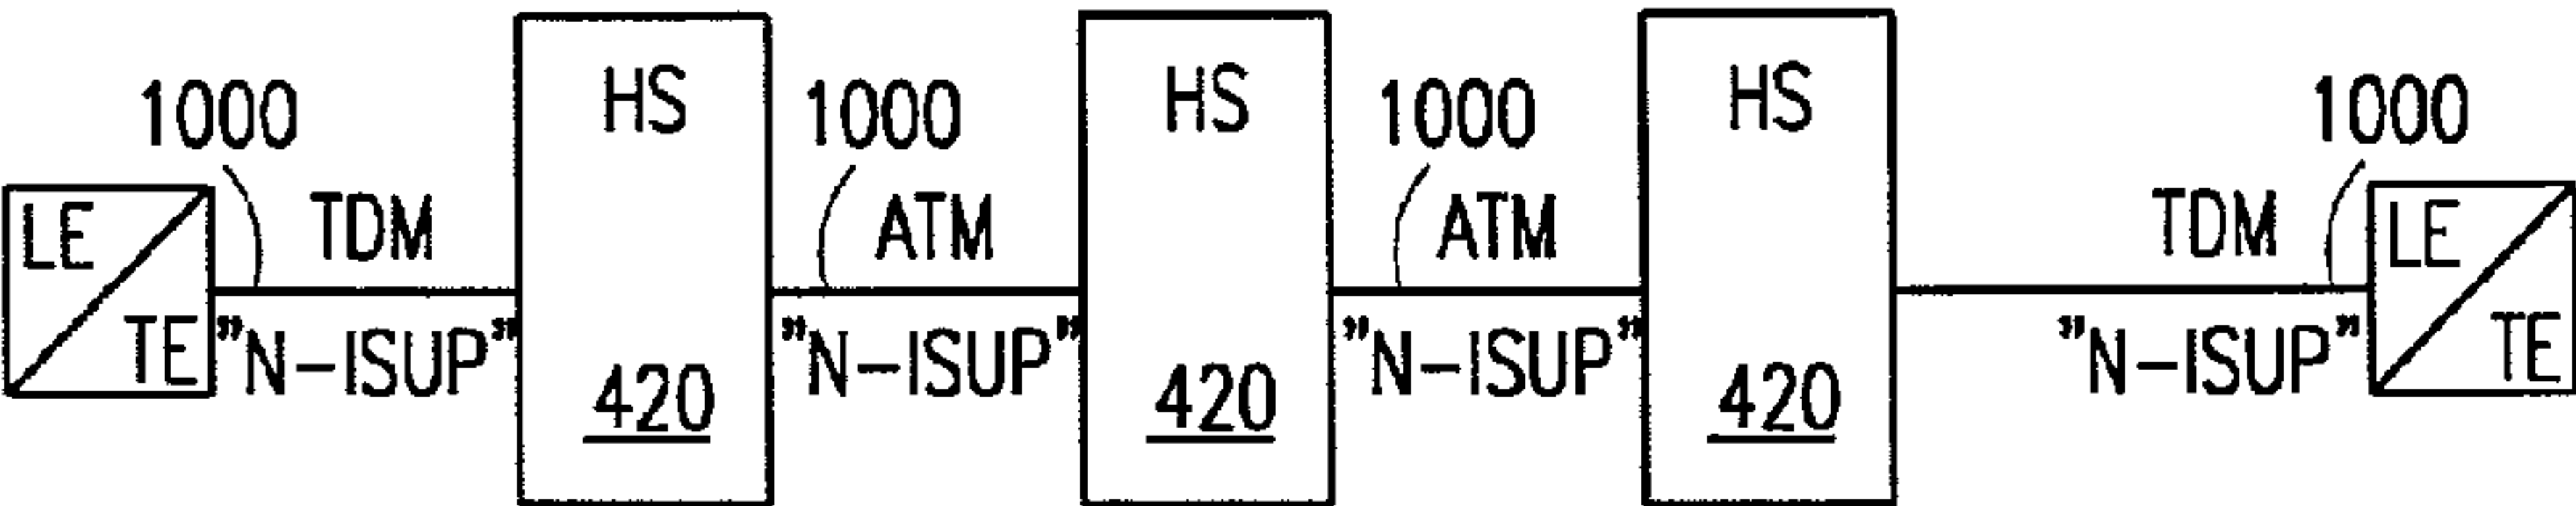 HS HS HS
1000 1000 1000 1000
LE TDM ATM ATM TDM LE
TE "N-ISUP" "N-ISUP" "N-ISUP" "N-ISUP" TE
420 420 420